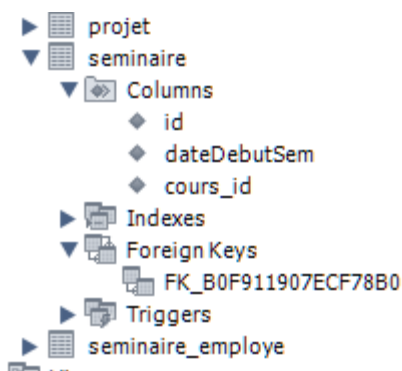 projet
seminaire
Columns
id
dateDebutSem
cours_id
Indexes
Foreign Keys
FK_B0F911907ECF78B0
Triggers
seminaire_employe